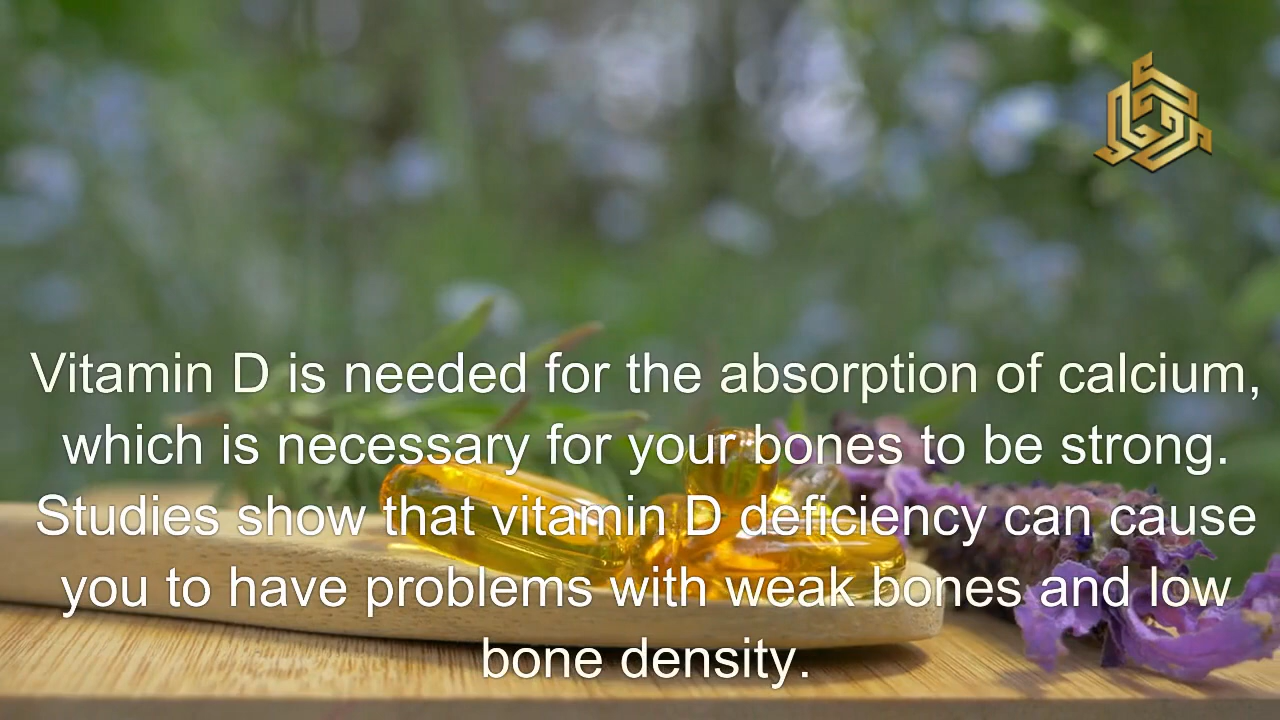 Vitamin D is needed for the absorption of calcium,
which is necessary for your bones to be strong.
Studies show that vitamin D deficiency can cause
you to have problems with weak bones and low
bone density.